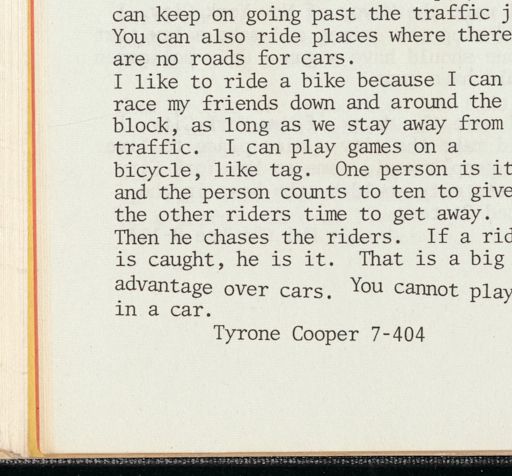 can keep on going past the traffic j
You can also ride places where there
are no roads for cars.
I like to ride a bike because I can
race my friends down and around the
block, as long as we stay away from
traffic.  I can play games on a
bicycle, like tag.  One person is it
and the person counts to ten to give
the other riders time to get away.
Then he chases the riders.  If a rid
is caught, he is it.  That is a big
advantage over cars.  You cannot play
in a car.
Tyrone Cooper 7-404